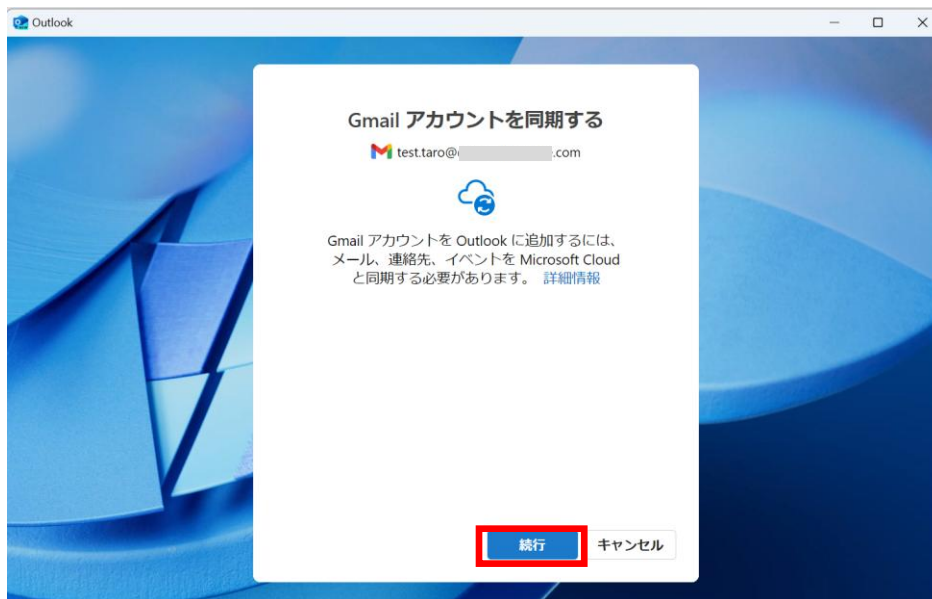 Outlook
Gmail アカウントを同期する
test.taro@ .com
Gmail アカウントを Outlook に追加するには、
メール、連絡先、イベントを Microsoft Cloud
と同期する必要があります。 詳細情報
続行 キャンセル